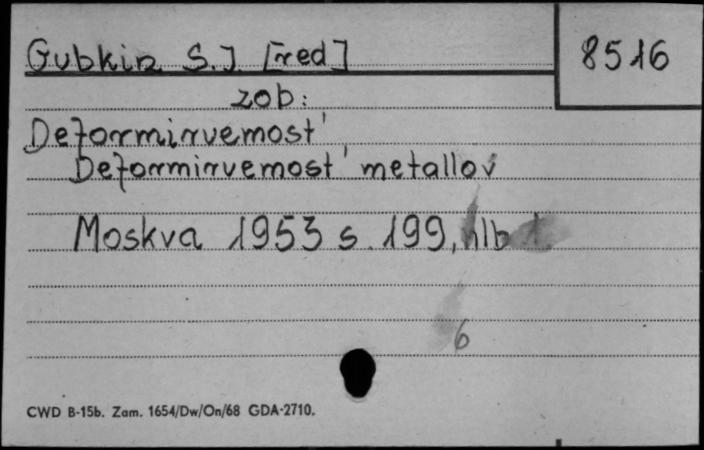 Gubkin S.J. [red]
8516
zob:
Deformirvemost'
Deformirvemost' metallov
Moskva 1953 s. 199, nlb
6
CWD B-15b. Zam. 1654/Dw/On/68 GDA-2710.